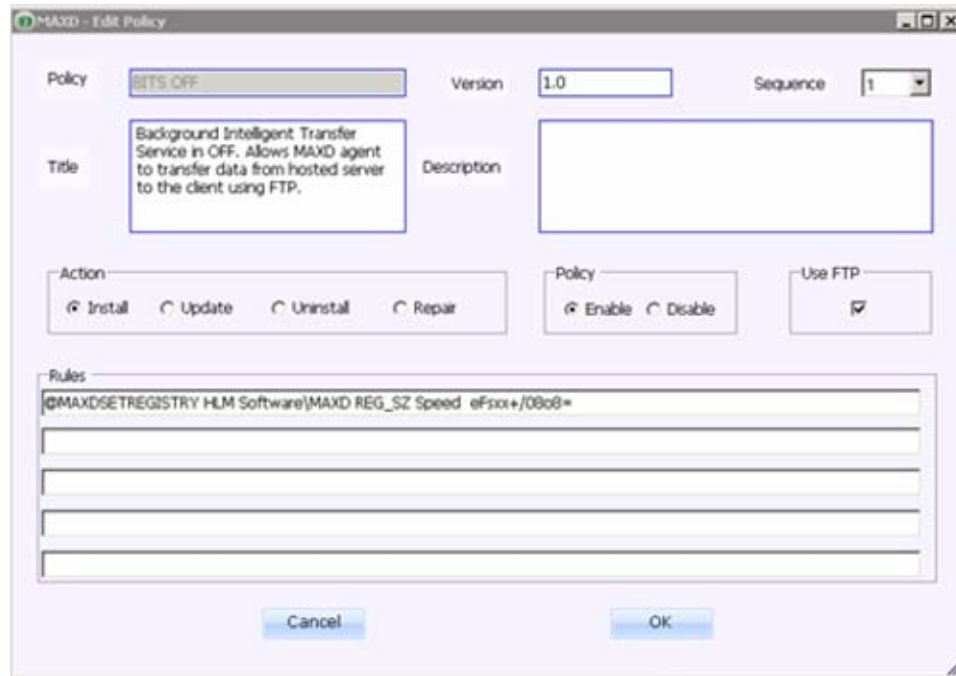 MAXD - Edit Policy
Policy BITS OFF Version 1.0 Sequence 1
Title Background Intelligent Transfer
Service in OFF. Allows MAXD agent
to transfer data from hosted server
to the client using FTP.
Description
Action
Install Update Uninstall Repair
Policy
Enable Disable
Use FTP
Rules
@MAXDSETREGISTRY HLM Software\MAXD REG_SZ Speed eFsxx+/08o8=
Cancel OK